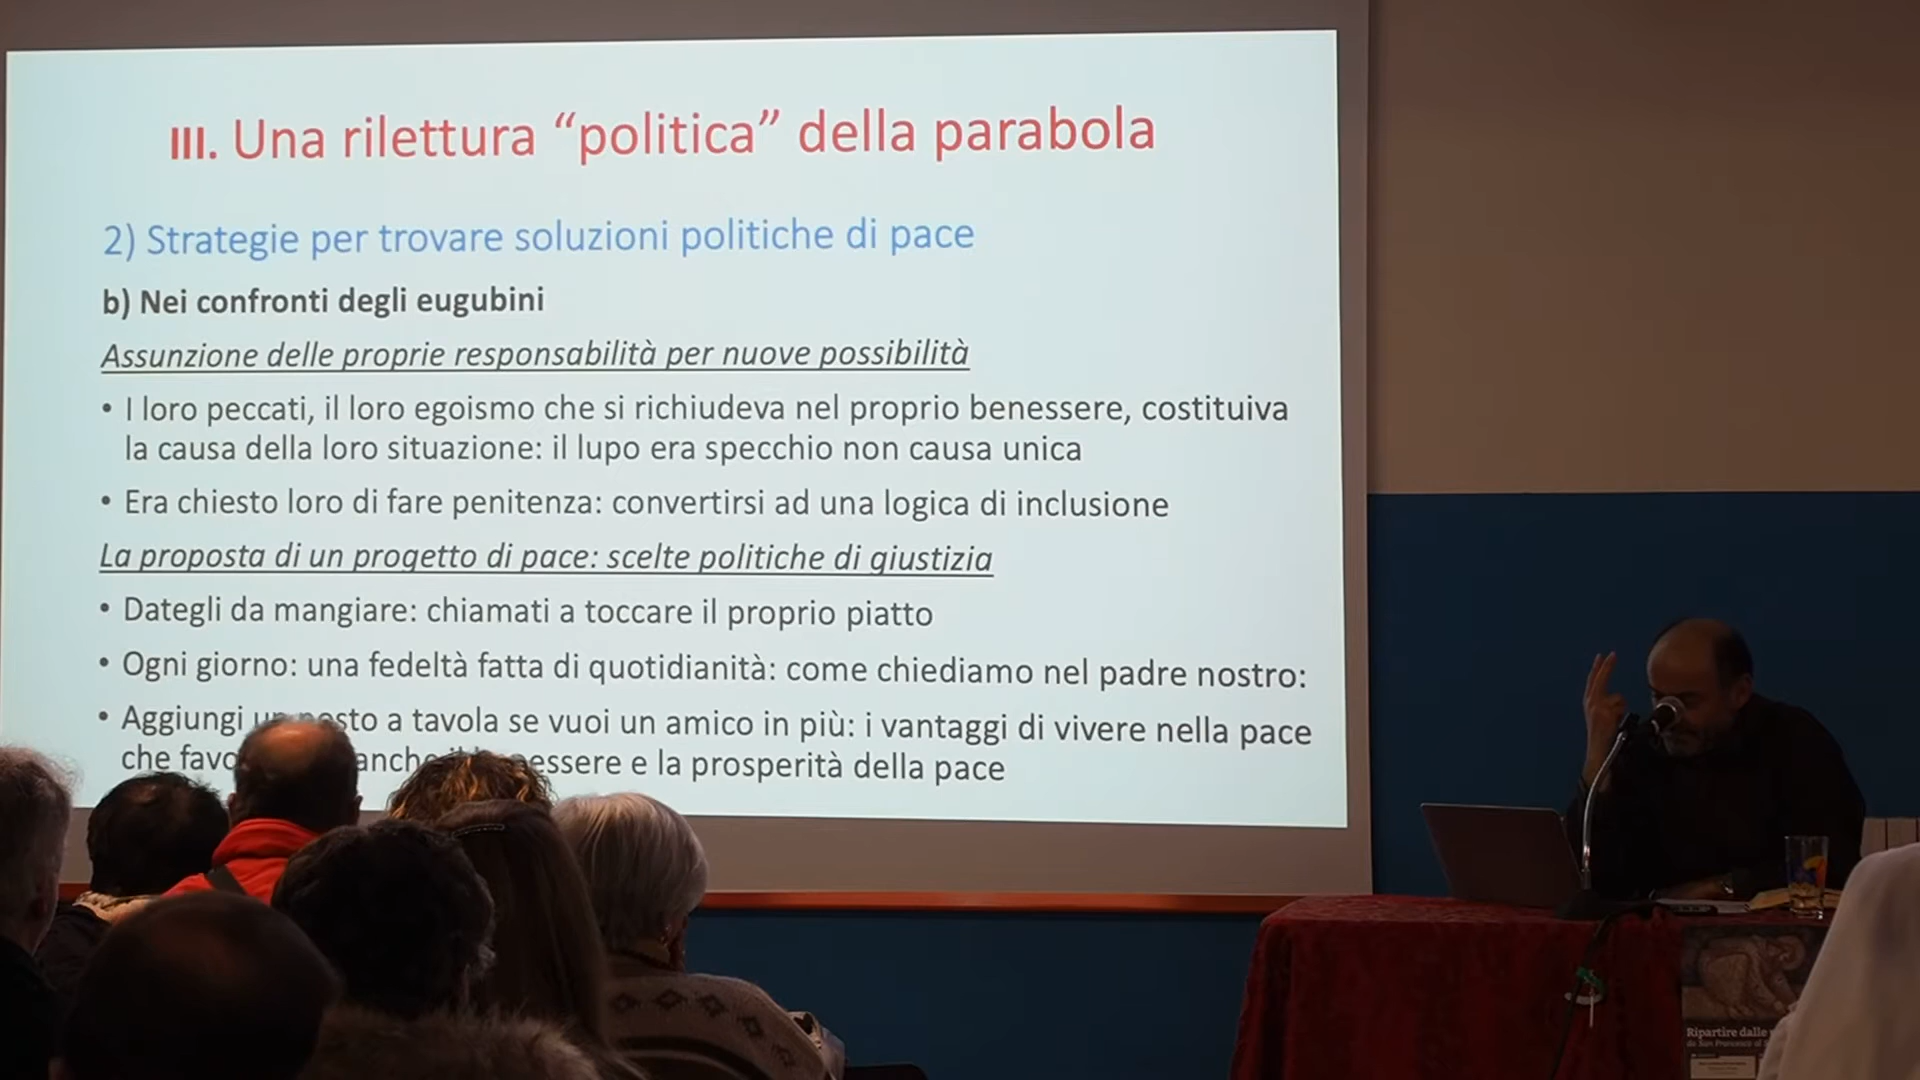 III. Una rilettura “politica” della parabola
2) Strategie per trovare soluzioni politiche di pace
b) Nei confronti degli eugubini
Assunzione delle proprie responsabilità per nuove possibilità
• I loro peccati, il loro egoismo che si richiudeva nel proprio benessere, costituiva
la causa della loro situazione: il lupo era specchio non causa unica
• Era chiesto loro di fare penitenza: convertirsi ad una logica di inclusione
La proposta di un progetto di pace: scelte politiche di giustizia
• Dategli da mangiare: chiamati a toccare il proprio piatto
• Ogni giorno: una fedeltà fatta di quotidianità: come chiediamo nel padre nostro:
• Aggiungi a tavola se vuoi un amico in più: i vantaggi di vivere nella pace
che e la prosperità della pace
Ripartire dalle
da San Francesco